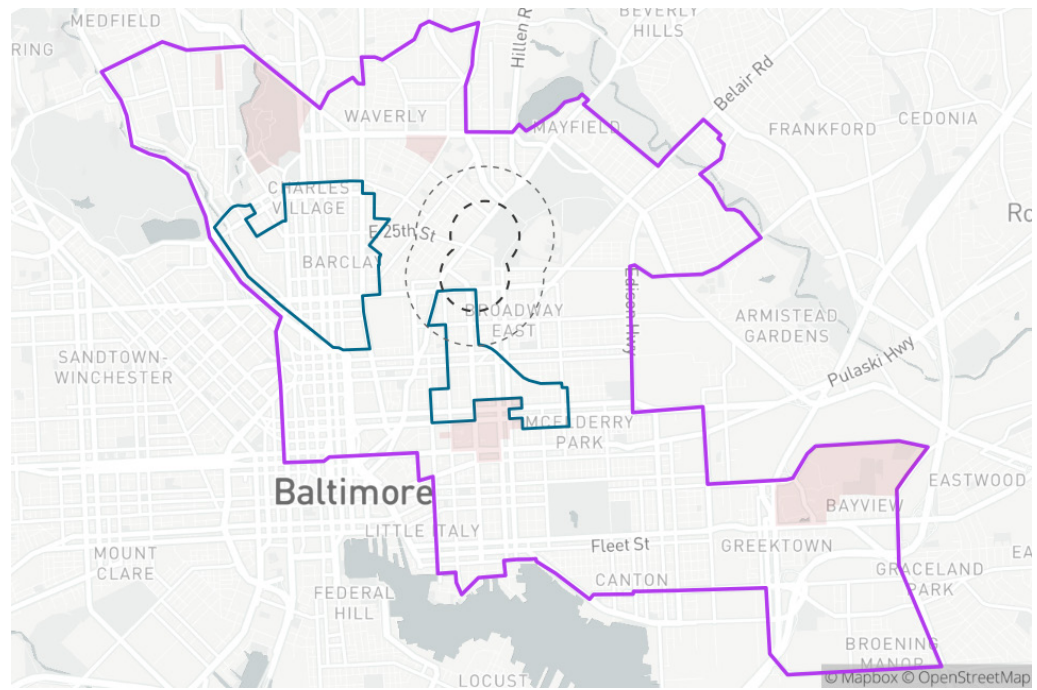 MEDFIELD
BEVERLY
HILLS
RING
Hillen R
Belair Rd
WAVERLY
MAYFIELD
FRANKFORD
CEDONIA
CHARLES
VILLAGE
Ro
E 25th St
BARCLAY
Edison Hwy
BROADWAY
EAST
ARMISTEAD
GARDENS
SANDTOWN-
WINCHESTER
Pulaski Hwy
MCELDERRY
PARK
Baltimore
EASTWOOD
BAYVIEW
LITTLE ITALY
Fleet St
GREEKTOWN
MOUNT
CLARE
EA
GRACELAND
PARK
CANTON
FEDERAL
HILL
BROENING
MANOR
LOCUST
© Mapbox © OpenStreetMap